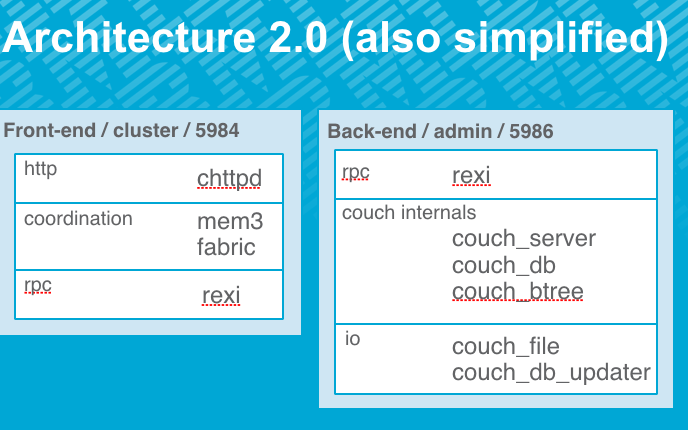 Architecture 2.0 (also simplified)
Front-end / cluster / 5984
http
chttpd
coordination
mem3
fabric
rpc
rexi
Back-end / admin / 5986
rpc
rexi
couch internals
couch_server
couch_db
couch_btree
io
couch_file
couch_db_updater